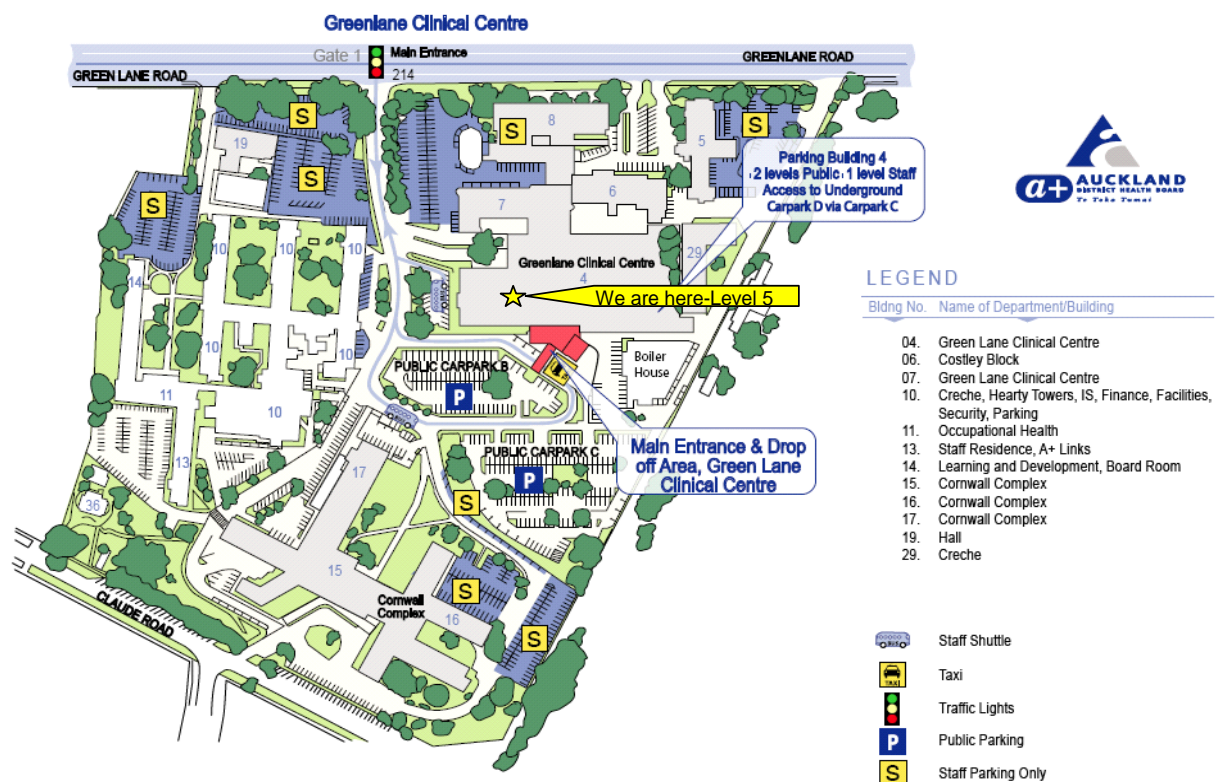 Greenlane Clinical Centre
Gate 1
Main Entrance
GREENLANE ROAD
GREEN LANE ROAD
214
S
S
8
S
5
S
19
Parking Building 4
2 levels Public 1 level Staff
Access to Underground
Carpark D via Carpark C
S
6
S
7
10
10
10
29
Greenlane Clinical Centre
4
14
We are here-Level 5
10
10
Boiler
House
PUBLIC CARPARK B
TAXI
P
11
10
BUS
Main Entrance & Drop
off Area, Green Lane
Clinical Centre
PUBLIC CARPARK C
13
17
P
36
S
15
S
Cornwall
Complex
16
S
CLAUDE ROAD
a+ AUCKLAND
DISTRICT HEALTH BOARD
Te Toka Tumai
LEGEND
Bldng No. Name of Department/Building
04. Green Lane Clinical Centre
06. Costley Block
07. Green Lane Clinical Centre
10. Creche, Hearty Towers, IS, Finance, Facilities,
Security, Parking
11. Occupational Health
13. Staff Residence, A+ Links
14. Learning and Development, Board Room
15. Cornwall Complex
16. Cornwall Complex
17. Cornwall Complex
19. Hall
29. Creche
BUS Staff Shuttle
TAXI Taxi
Traffic Lights
P Public Parking
S Staff Parking Only